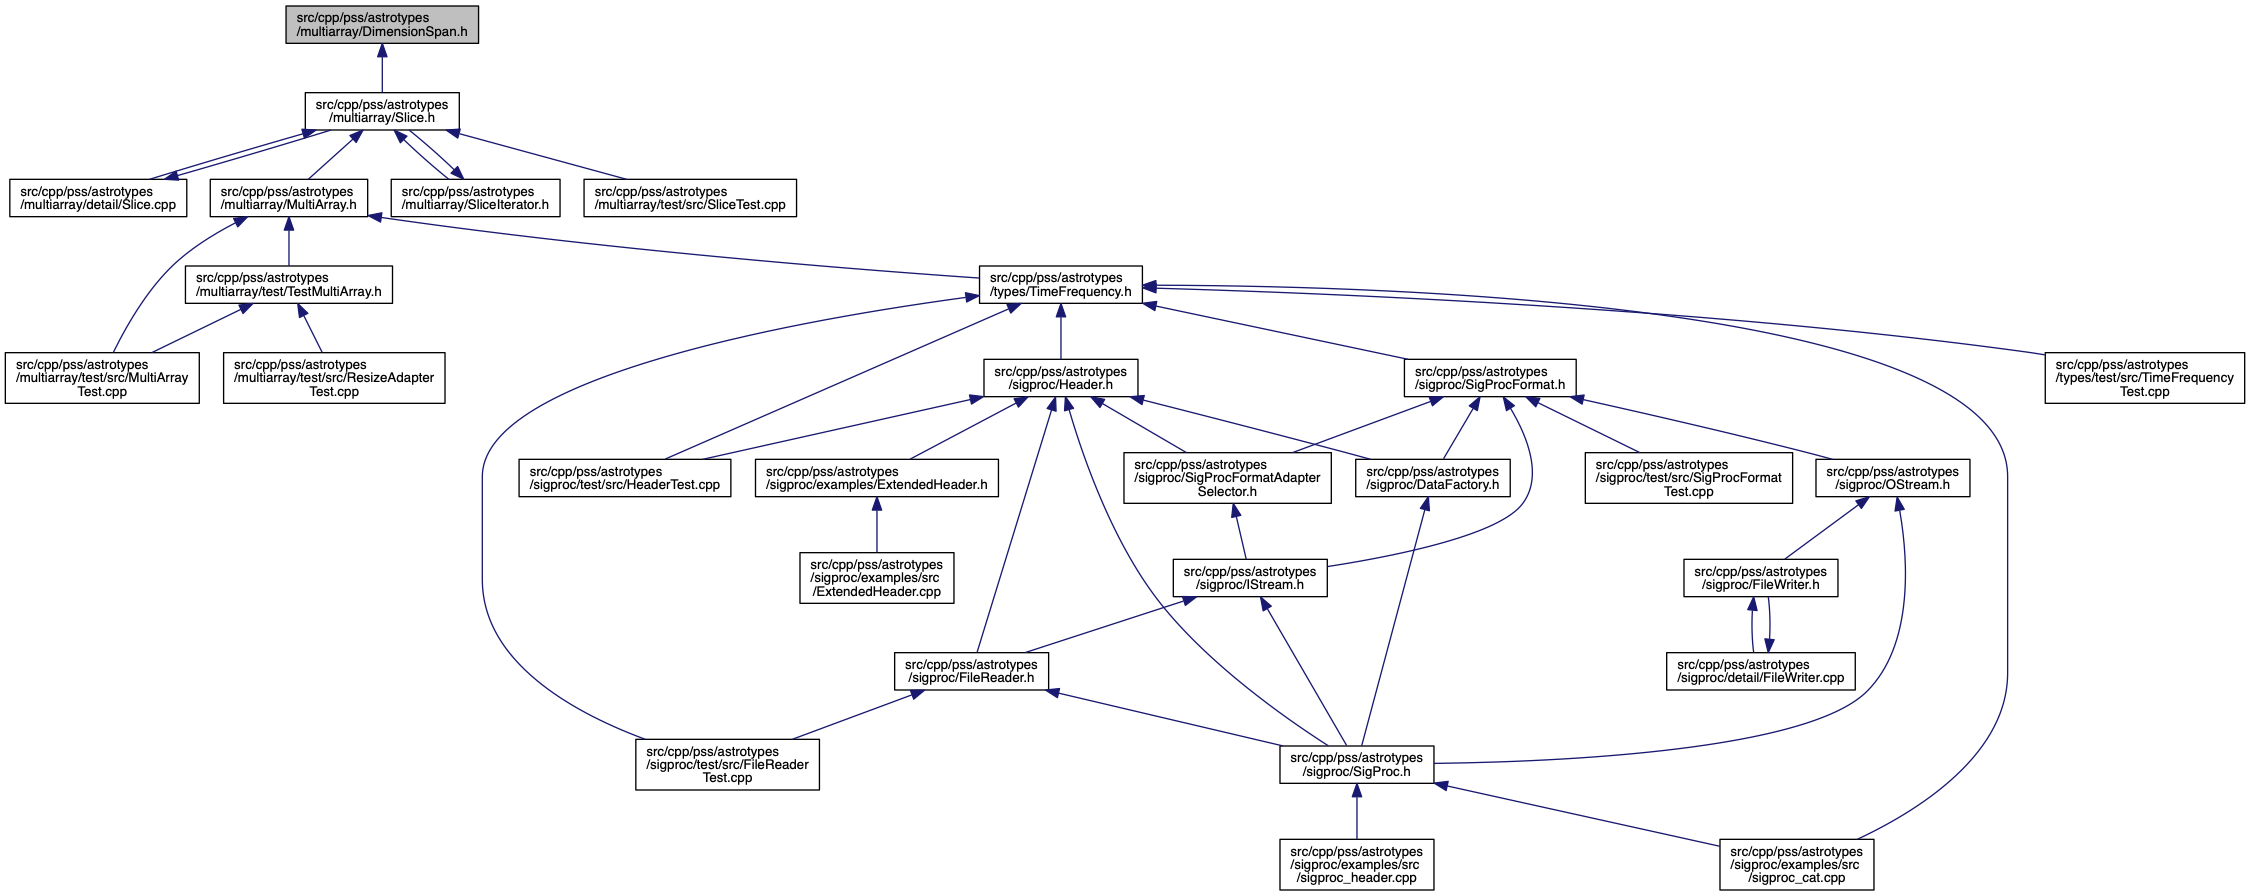 src/cpp/pss/astrotypes
/multiarray/DimensionSpan.h
src/cpp/pss/astrotypes
/multiarray/Slice.h
src/cpp/pss/astrotypes
/multiarray/detail/Slice.cpp
src/cpp/pss/astrotypes
/multiarray/MultiArray.h
src/cpp/pss/astrotypes
/multiarray/SliceIterator.h
src/cpp/pss/astrotypes
/multiarray/test/src/SliceTest.cpp
src/cpp/pss/astrotypes
/multiarray/test/TestMultiArray.h
src/cpp/pss/astrotypes
/types/TimeFrequency.h
src/cpp/pss/astrotypes
/multiarray/test/src/MultiArray
Test.cpp
src/cpp/pss/astrotypes
/multiarray/test/src/ResizeAdapter
Test.cpp
src/cpp/pss/astrotypes
/sigproc/Header.h
src/cpp/pss/astrotypes
/sigproc/SigProcFormat.h
src/cpp/pss/astrotypes
/types/test/src/TimeFrequency
Test.cpp
src/cpp/pss/astrotypes
/sigproc/test/src/HeaderTest.cpp
src/cpp/pss/astrotypes
/sigproc/examples/ExtendedHeader.h
src/cpp/pss/astrotypes
/sigproc/SigProcFormatAdapter
Selector.h
src/cpp/pss/astrotypes
/sigproc/DataFactory.h
src/cpp/pss/astrotypes
/sigproc/test/src/SigProcFormat
Test.cpp
src/cpp/pss/astrotypes
/sigproc/OStream.h
src/cpp/pss/astrotypes
/sigproc/examples/src
/ExtendedHeader.cpp
src/cpp/pss/astrotypes
/sigproc/IStream.h
src/cpp/pss/astrotypes
/sigproc/FileWriter.h
src/cpp/pss/astrotypes
/sigproc/FileReader.h
src/cpp/pss/astrotypes
/sigproc/detail/FileWriter.cpp
src/cpp/pss/astrotypes
/sigproc/test/src/FileReader
Test.cpp
src/cpp/pss/astrotypes
/sigproc/SigProc.h
src/cpp/pss/astrotypes
/sigproc/examples/src
/sigproc_header.cpp
src/cpp/pss/astrotypes
/sigproc/examples/src
/sigproc_cat.cpp